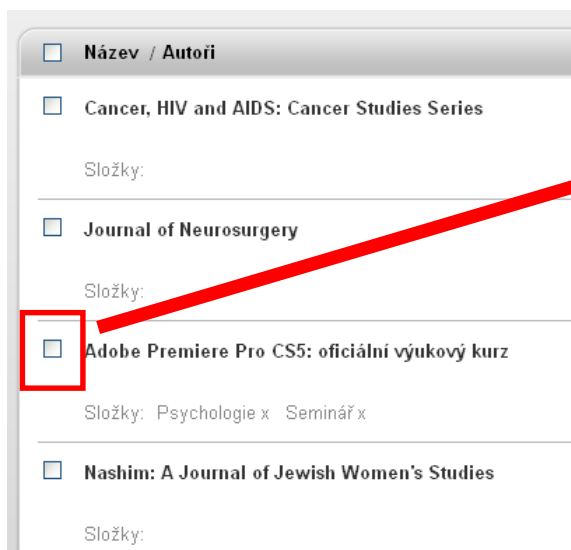 Název / Autoři
Cancer, HIV and AIDS: Cancer Studies Series
Složky:
Journal of Neurosurgery
Složky:
Adobe Premiere Pro CS5: oficiální výukový kurz
Složky: Psychologie x Seminář x
Nashim: A Journal of Jewish Women's Studies
Složky: